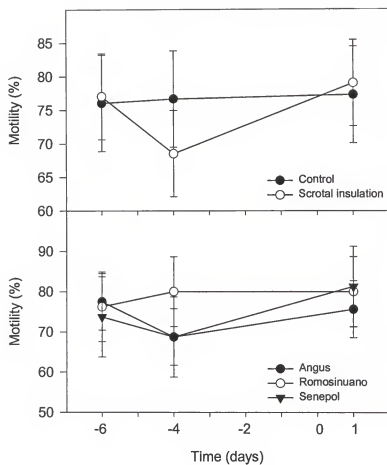 85
80
75
70
65
60
Motility (%)
Control
Scrotal insulation
90
80
70
60
50
Motility (%)
Angus
Romosinuano
Senepol
-6
-4
-2
0
1
Time (days)